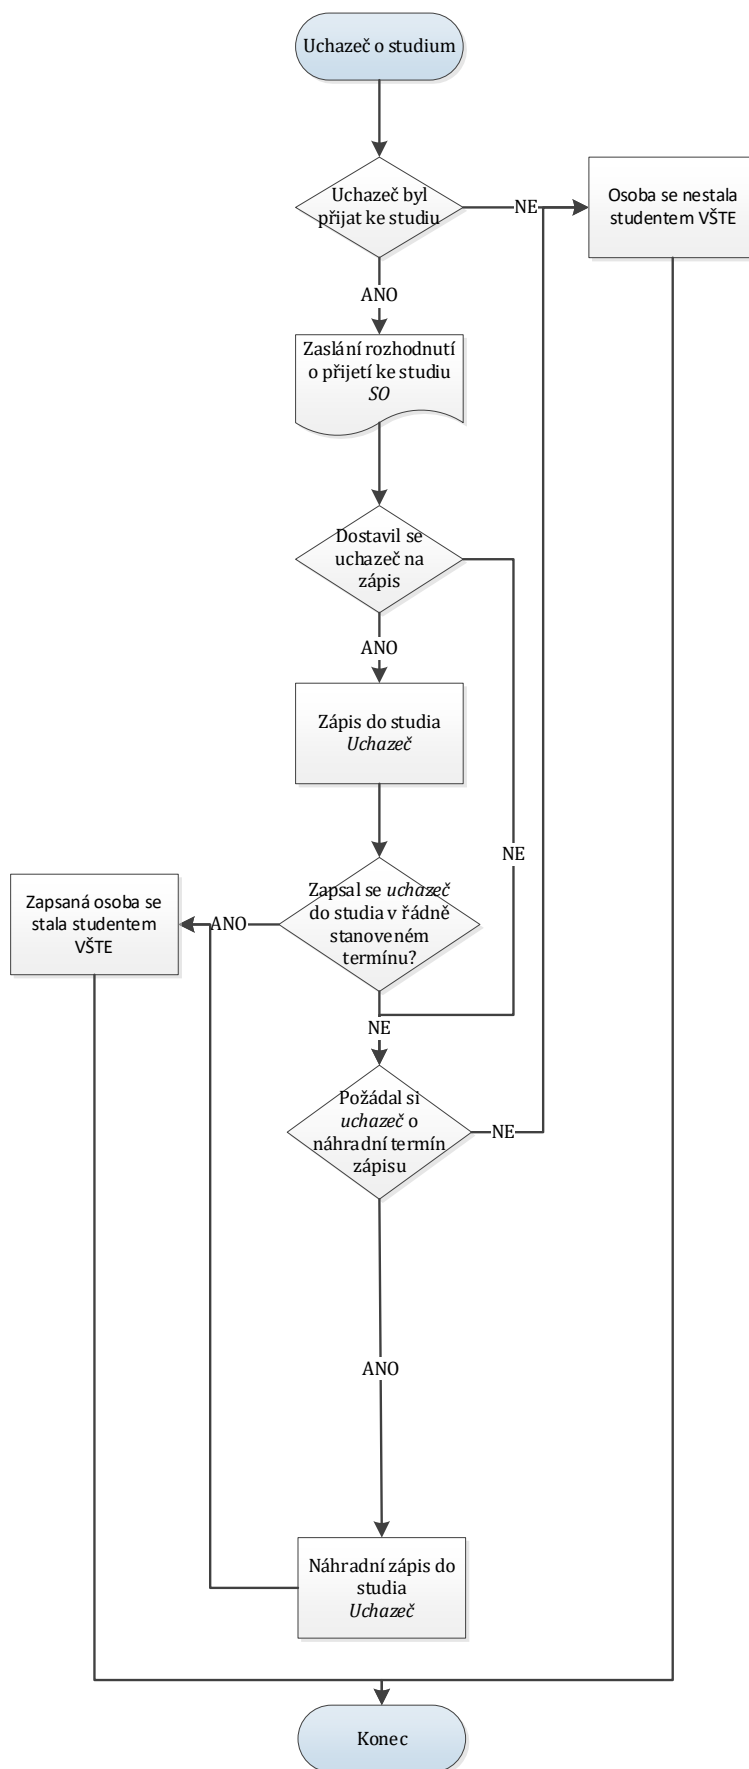 Uchazeč o studium
Uchazeč byl
přijat ke studiu
NE
Osoba se nestala
studentem VŠTE
ANO
Zaslání rozhodnutí
o přijetí ke studiu
SO
Dostavil se
uchazeč na
zápis
ANO
Zápis do studia
Uchazeč
NE
Zapsal se uchazeč
do studia v řádně
stanoveném
termínu?
ANO
Zapsaná osoba se
stala studentem
VŠTE
NE
Požádal si
uchazeč o
náhradní termín
zápisu
NE
ANO
Náhradní zápis do
studia
Uchazeč
Konec